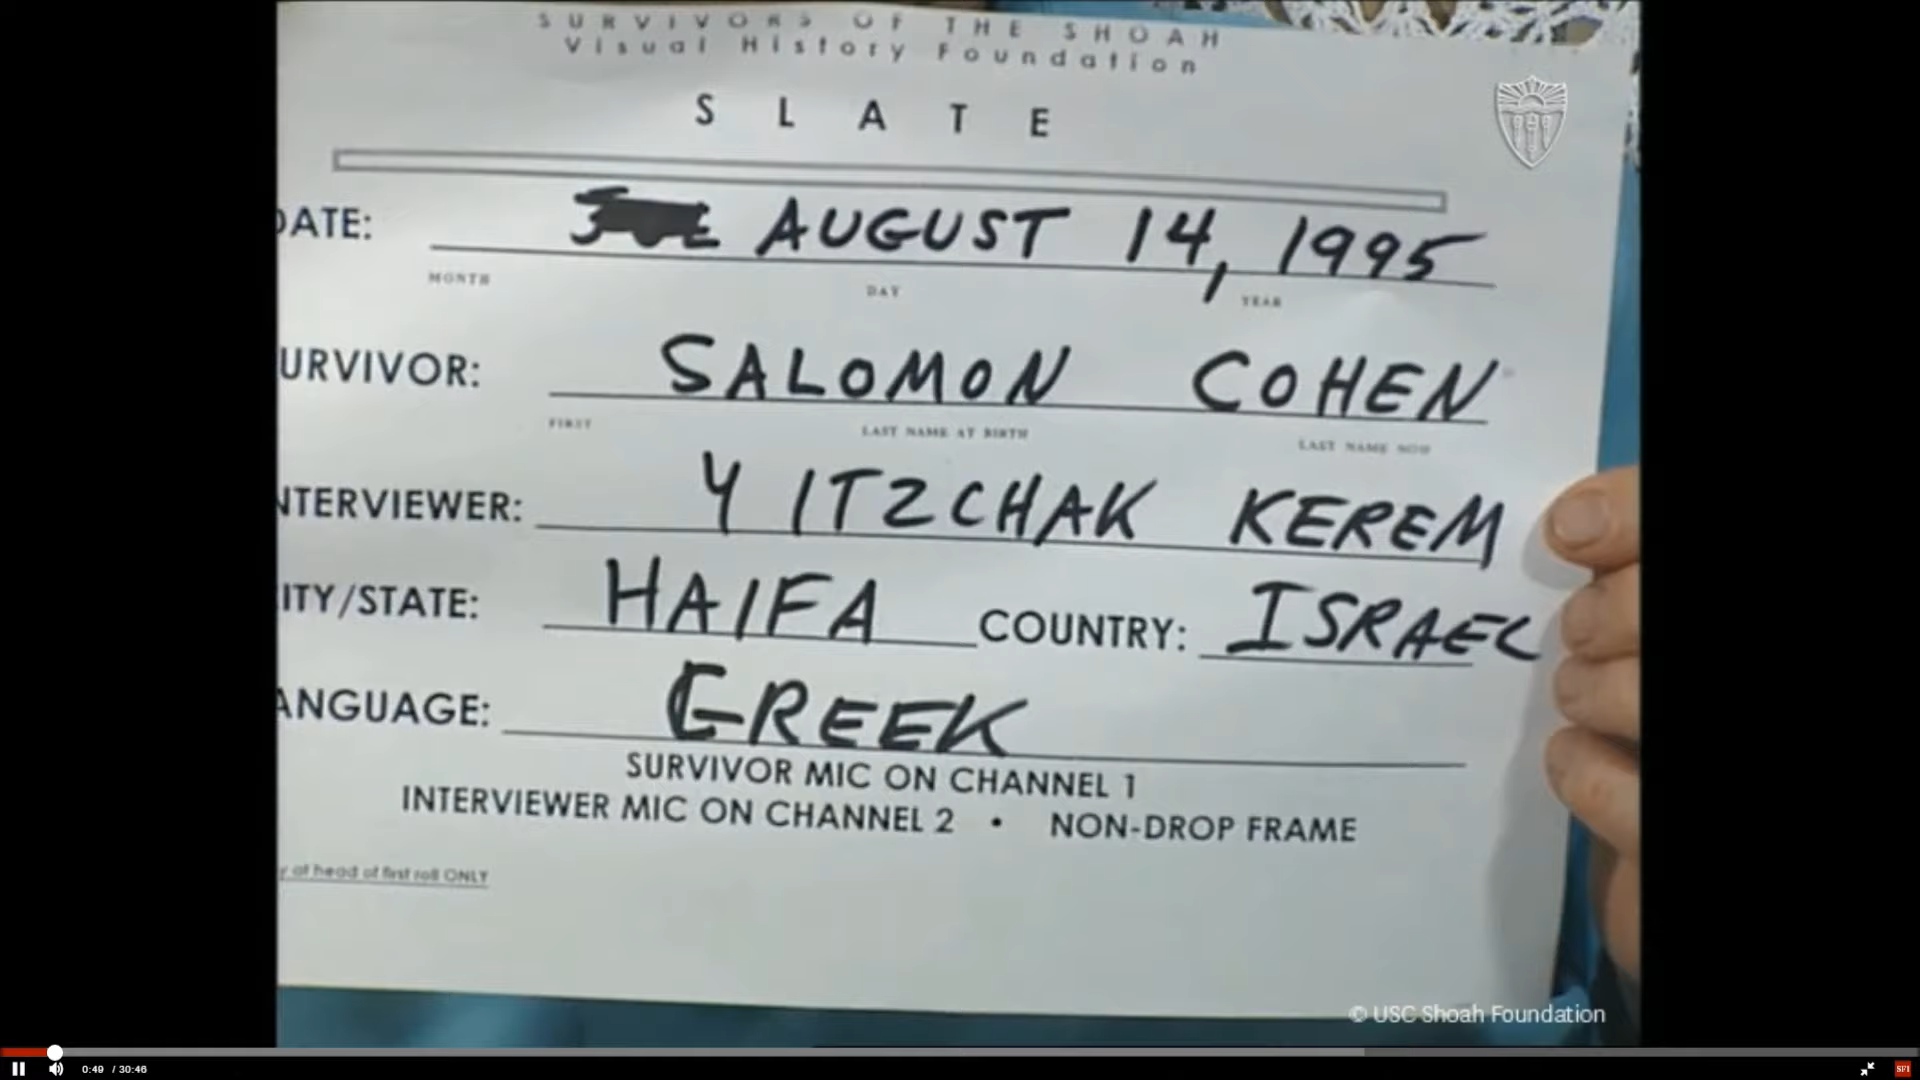 SURVIVORS OF THE SHOAH
Visual History Foundation
SLATE
DATE: AUGUST 14, 1995
MONTH DAY YEAR
URVIVOR: SALOMON COHEN
FIRST LAST NAME AT BIRTH LAST NAME NOW
NTERVIEWER: YITZCHAK KEREM
ITY/STATE: HAIFA COUNTRY: ISRAEL
ANGUAGE: GREEK
SURVIVOR MIC ON CHANNEL 1
INTERVIEWER MIC ON CHANNEL 2 • NON-DROP FRAME
y at head of first roll ONLY
© USC Shoah Foundation
0:49 / 30:46
SFI